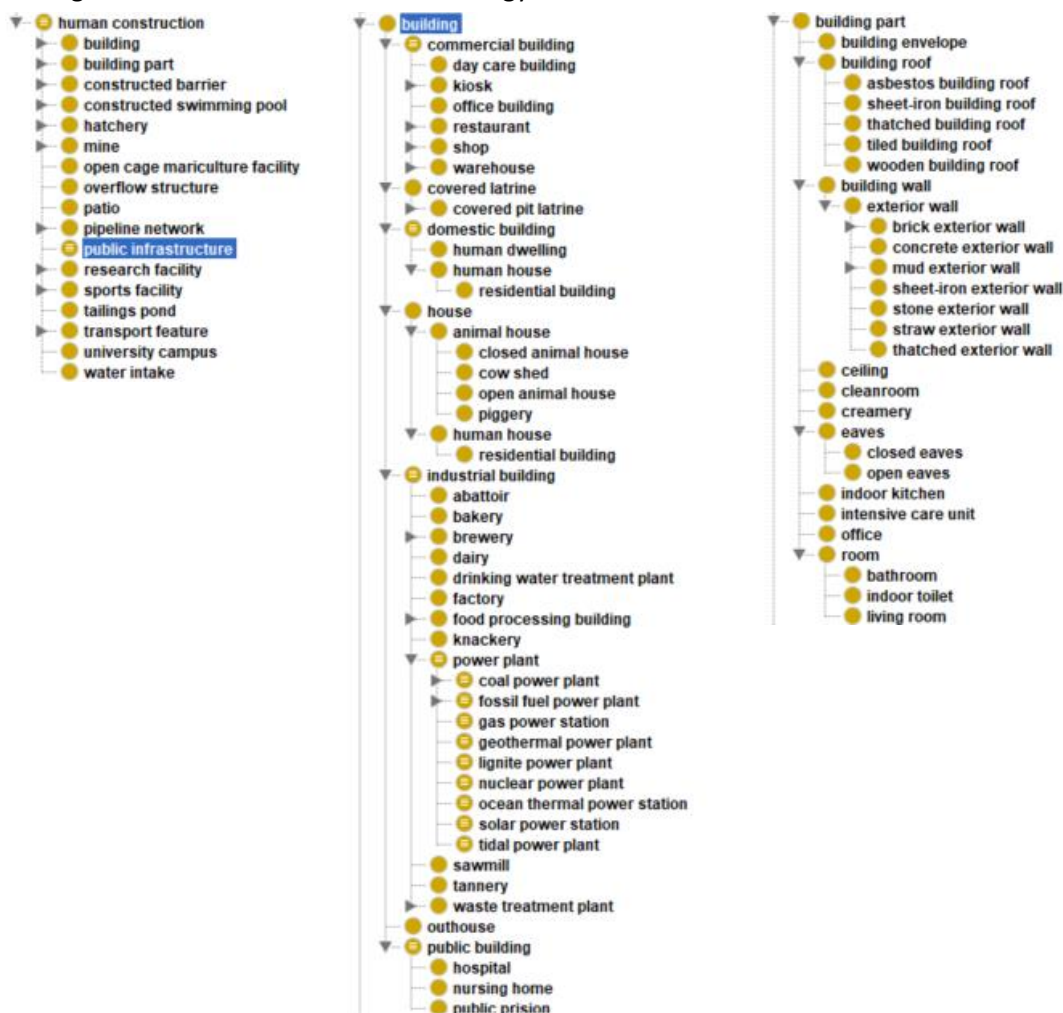 human construction
building
building part
constructed barrier
constructed swimming pool
hatchery
mine
open cage mariculture facility
overflow structure
patio
pipeline network
public infrastructure
research facility
sports facility
tailings pond
transport feature
university campus
water intake
building
commercial building
day care building
kiosk
office building
restaurant
shop
warehouse
covered latrine
covered pit latrine
domestic building
human dwelling
human house
residential building
house
animal house
closed animal house
cow shed
open animal house
piggery
human house
residential building
industrial building
abattoir
bakery
brewery
dairy
drinking water treatment plant
factory
food processing building
knackery
power plant
coal power plant
fossil fuel power plant
gas power station
geothermal power plant
lignite power plant
nuclear power plant
ocean thermal power station
solar power station
tidal power plant
sawmill
tannery
waste treatment plant
outhouse
public building
hospital
nursing home
public prision
building part
building envelope
building roof
asbestos building roof
sheet-iron building roof
thatched building roof
tiled building roof
wooden building roof
building wall
exterior wall
brick exterior wall
concrete exterior wall
mud exterior wall
sheet-iron exterior wall
stone exterior wall
straw exterior wall
thatched exterior wall
ceiling
cleanroom
creamery
eaves
closed eaves
open eaves
indoor kitchen
intensive care unit
office
room
bathroom
indoor toilet
living room